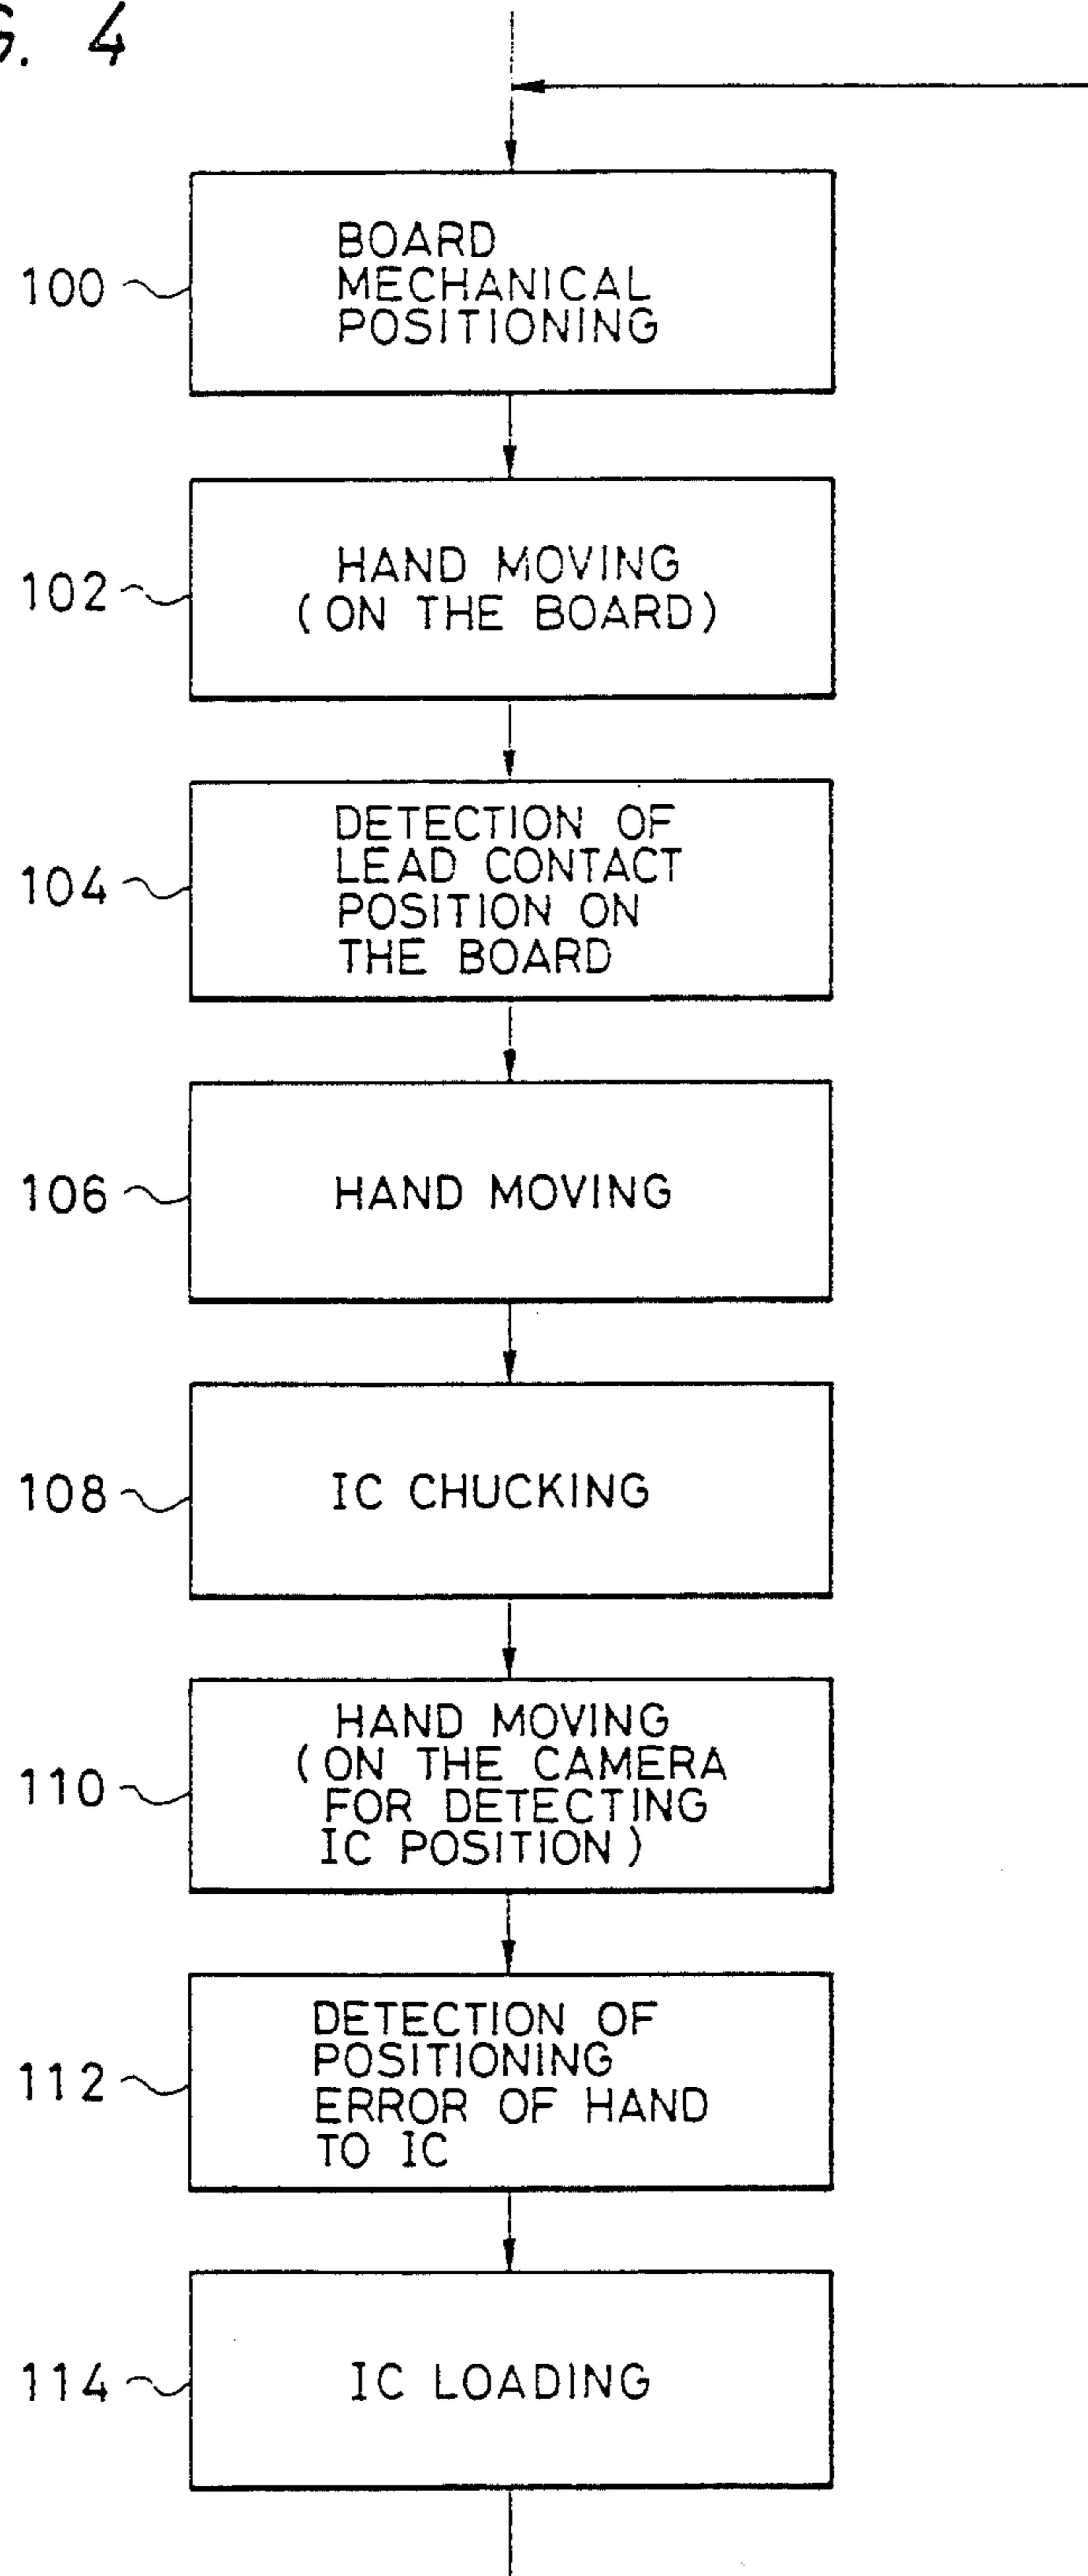 G. 4
100
BOARD
MECHANICAL
POSITIONING
102
HAND MOVING
(ON THE BOARD)
104
DETECTION OF
LEAD CONTACT
POSITION ON
THE BOARD
106
HAND MOVING
108
IC CHUCKING
110
HAND MOVING
(ON THE CAMERA
FOR DETECTING
IC POSITION)
112
DETECTION OF
POSITIONING
ERROR OF HAND
TO IC
114
IC LOADING